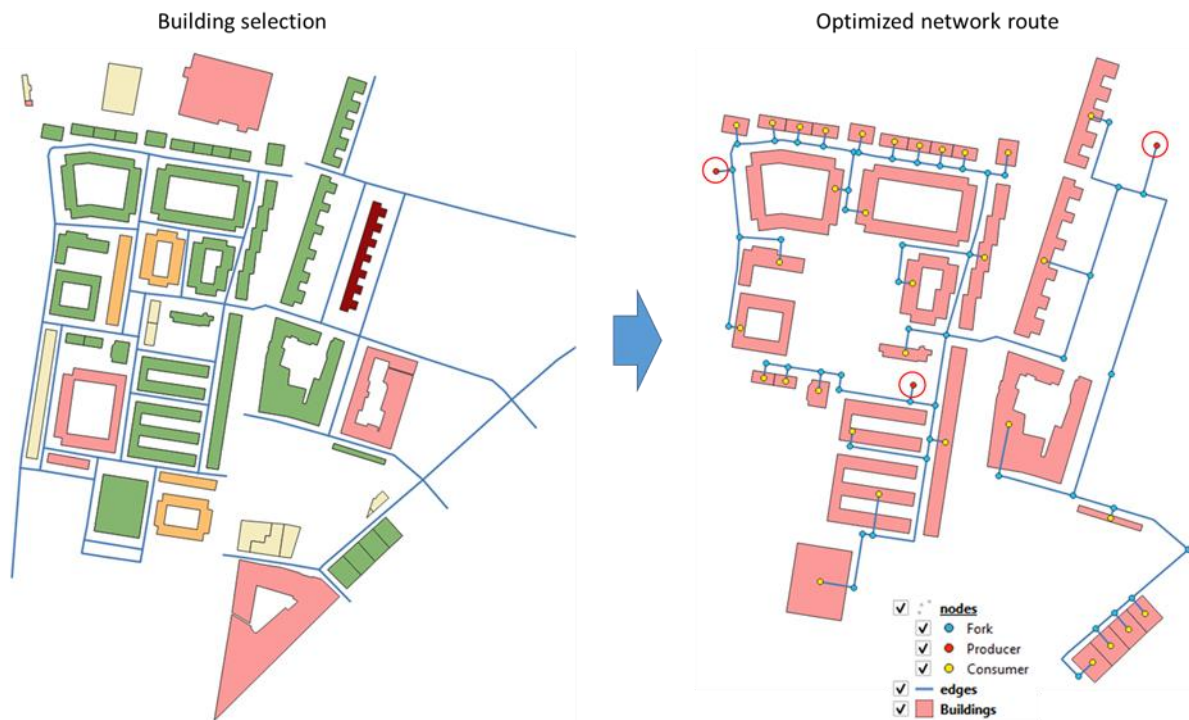 Building selection
Optimized network route
nodes
Fork
Producer
Consumer
edges
Buildings